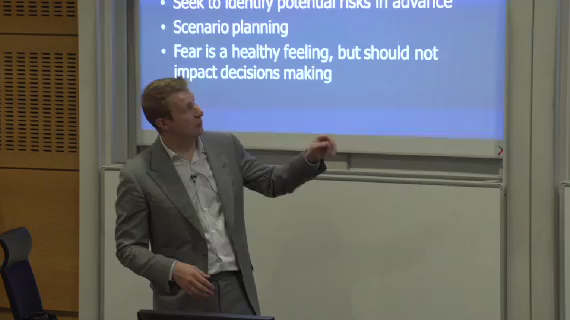 Seek to identify potential risks in advance
• Scenario planning
• Fear is a healthy feeling, but should not
impact decisions making